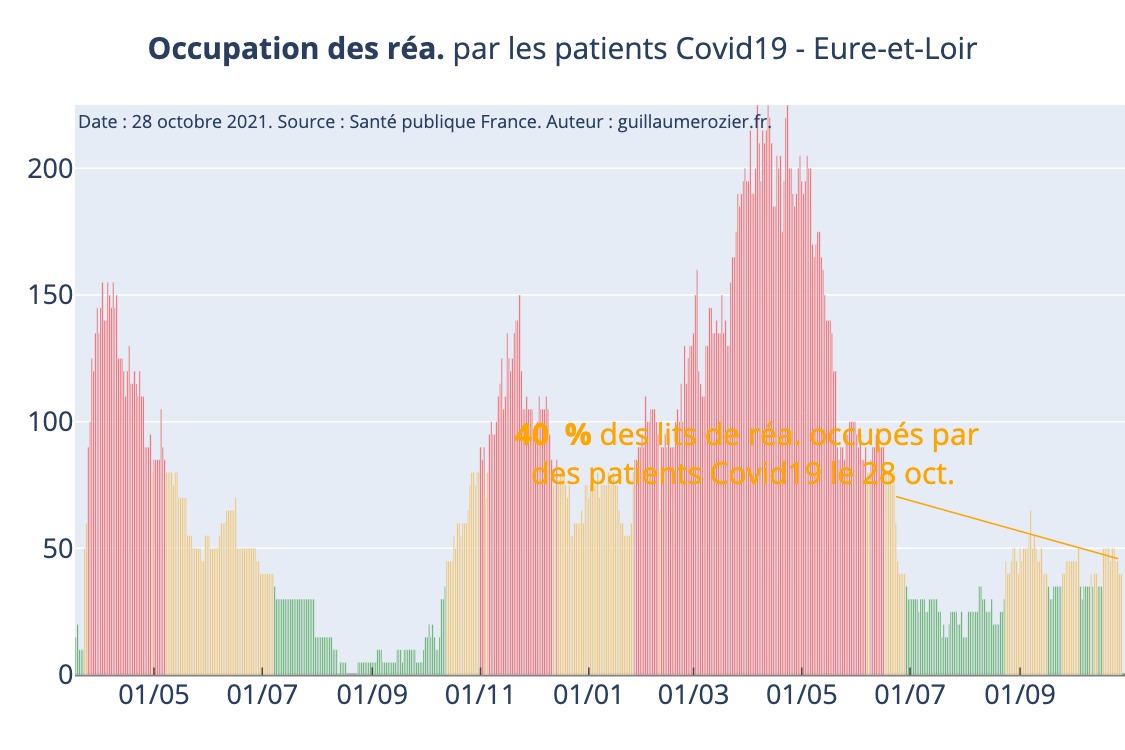 Occupation des réa. par les patients Covid19 - Eure-et-Loir
Date : 28 octobre 2021. Source : Santé publique France. Auteur : guillaumerozier.fr.
200
150
100
40 % des lits de réa. occupés par
des patients Covid19 le 28 oct.
50
0
01/05 01/07 01/09 01/11 01/01 01/03 01/05 01/07 01/09